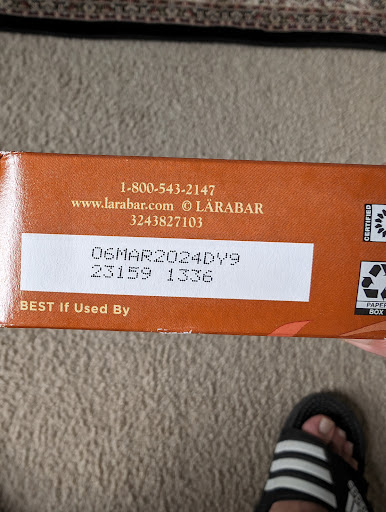 1-800-543-2147
www.larabar.com © LÄRABAR
3243827103
06MAR2024DY9
23159 1336
BEST If Used By
CERTIFIED
PAPER
BOX